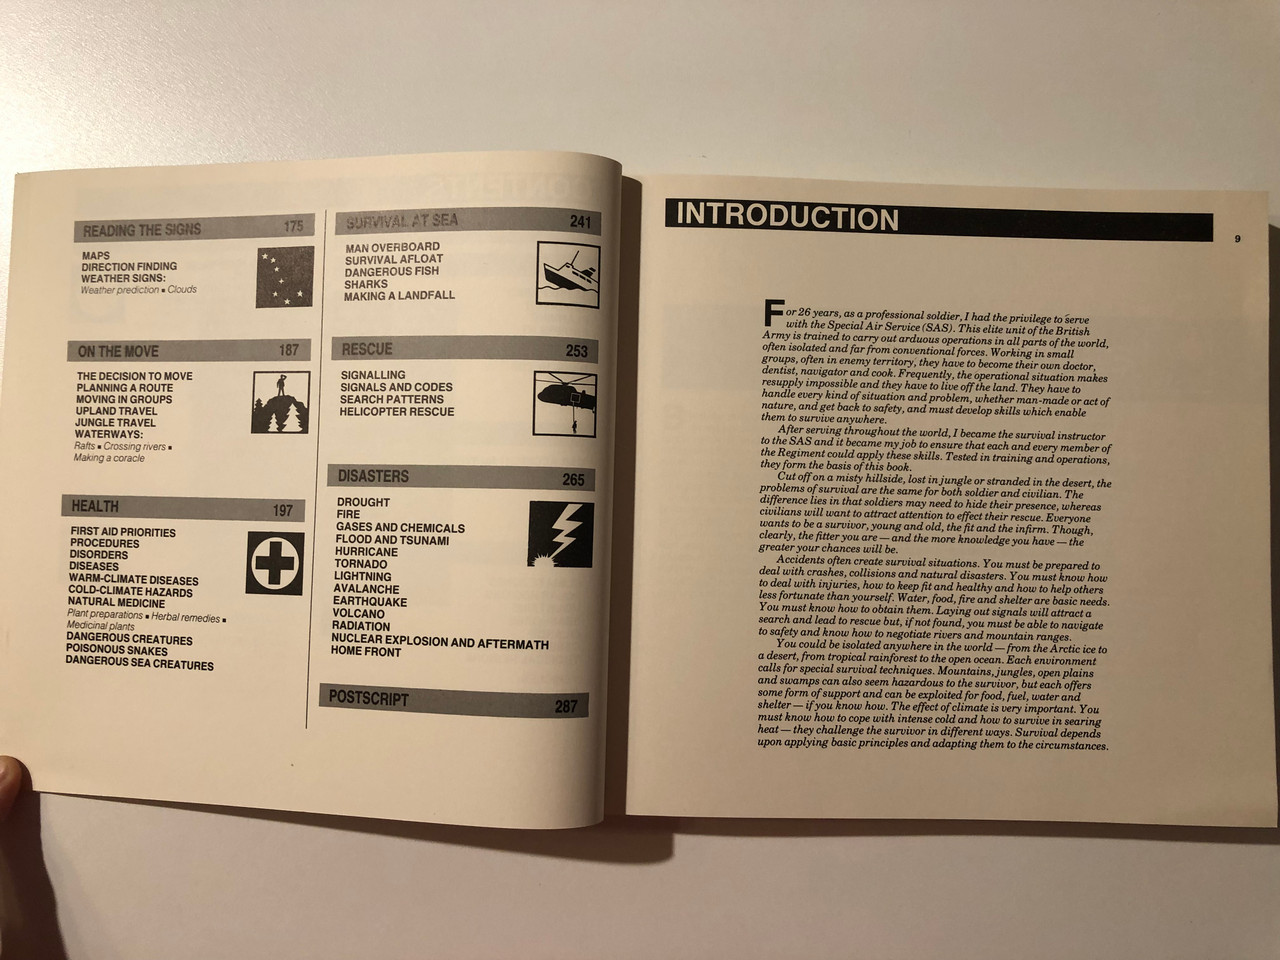 READING THE SIGNS 175
MAPS
DIRECTION FINDING
WEATHER SIGNS:
Weather prediction ▪ Clouds
ON THE MOVE 187
THE DECISION TO MOVE
PLANNING A ROUTE
MOVING IN GROUPS
UPLAND TRAVEL
JUNGLE TRAVEL
WATERWAYS:
Rafts ▪ Crossing rivers ▪
Making a coracle
HEALTH 197
FIRST AID PRIORITIES
PROCEDURES
DISORDERS
DISEASES
WARM-CLIMATE DISEASES
COLD-CLIMATE HAZARDS
NATURAL MEDICINE
Plant preparations ▪ Herbal remedies ▪
Medicinal plants
DANGEROUS CREATURES
POISONOUS SNAKES
DANGEROUS SEA CREATURES
SURVIVAL AT SEA 241
MAN OVERBOARD
SURVIVAL AFLOAT
DANGEROUS FISH
SHARKS
MAKING A LANDFALL
RESCUE 253
SIGNALLING
SIGNALS AND CODES
SEARCH PATTERNS
HELICOPTER RESCUE
DISASTERS 265
DROUGHT
FIRE
GASES AND CHEMICALS
FLOOD AND TSUNAMI
HURRICANE
TORNADO
LIGHTNING
AVALANCHE
EARTHQUAKE
VOLCANO
RADIATION
NUCLEAR EXPLOSION AND AFTERMATH
HOME FRONT
POSTSCRIPT 287
INTRODUCTION
9
For 26 years, as a professional soldier, I had the privilege to serve
with the Special Air Service (SAS). This elite unit of the British
Army is trained to carry out arduous operations in all parts of the world,
often isolated and far from conventional forces. Working in small
groups, often in enemy territory, they have to become their own doctor,
dentist, navigator and cook. Frequently, the operational situation makes
resupply impossible and they have to live off the land. They have to
handle every kind of situation and problem, whether man-made or act of
nature, and get back to safety, and must develop skills which enable
them to survive anywhere.
After serving throughout the world, I became the survival instructor
to the SAS and it became my job to ensure that each and every member of
the Regiment could apply these skills. Tested in training and operations,
they form the basis of this book.
Cut off on a misty hillside, lost in jungle or stranded in the desert, the
problems of survival are the same for both soldier and civilian. The
difference lies in that soldiers may need to hide their presence, whereas
civilians will want to attract attention to effect their rescue. Everyone
wants to be a survivor, young and old, the fit and the infirm. Though,
clearly, the fitter you are — and the more knowledge you have — the
greater your chances will be.
Accidents often create survival situations. You must be prepared to
deal with crashes, collisions and natural disasters. You must know how
to deal with injuries, how to keep fit and healthy and how to help others
less fortunate than yourself. Water, food, fire and shelter are basic needs.
You must know how to obtain them. Laying out signals will attract a
search and lead to rescue but, if not found, you must be able to navigate
to safety and know how to negotiate rivers and mountain ranges.
You could be isolated anywhere in the world — from the Arctic ice to
a desert, from tropical rainforest to the open ocean. Each environment
calls for special survival techniques. Mountains, jungles, open plains
and swamps can also seem hazardous to the survivor, but each offers
some form of support and can be exploited for food, fuel, water and
shelter — if you know how. The effect of climate is very important. You
must know how to cope with intense cold and how to survive in searing
heat — they challenge the survivor in different ways. Survival depends
upon applying basic principles and adapting them to the circumstances.